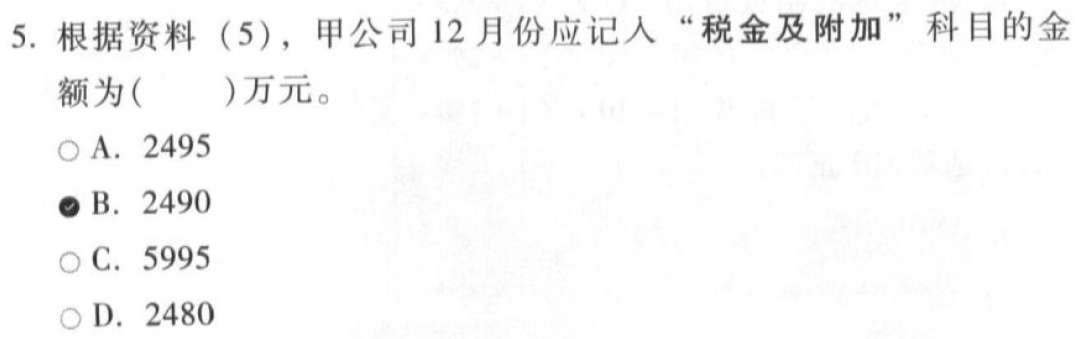 5. 根据资料（5），甲公司 12 月份应记入“税金及附加”科目的金
额为(　　)万元。
A. 2495
B. 2490
C. 5995
D. 2480